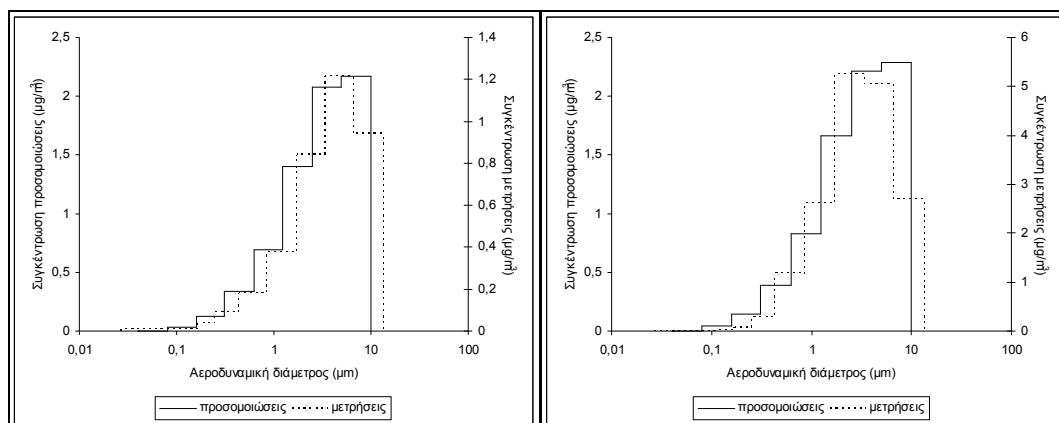 Συγκέντρωση προσομοιώσεις (μg/m³)
2,5
2
1,5
1
0,5
0
1,4
1,2
1
0,8
0,6
0,4
0,2
0
Συγκέντρωση μετρήσεις (μg/m³)
0,01 0,1 1 10 100
Αεροδυναμική διάμετρος (μm)
προσομοιώσεις μετρήσεις
Συγκέντρωση προσομοιώσεις (μg/m³)
2,5
2
1,5
1
0,5
0
6
5
4
3
2
1
0
Συγκέντρωση μετρήσεις (μg/m³)
0,01 0,1 1 10 100
Αεροδυναμική διάμετρος (μm)
προσομοιώσεις μετρήσεις